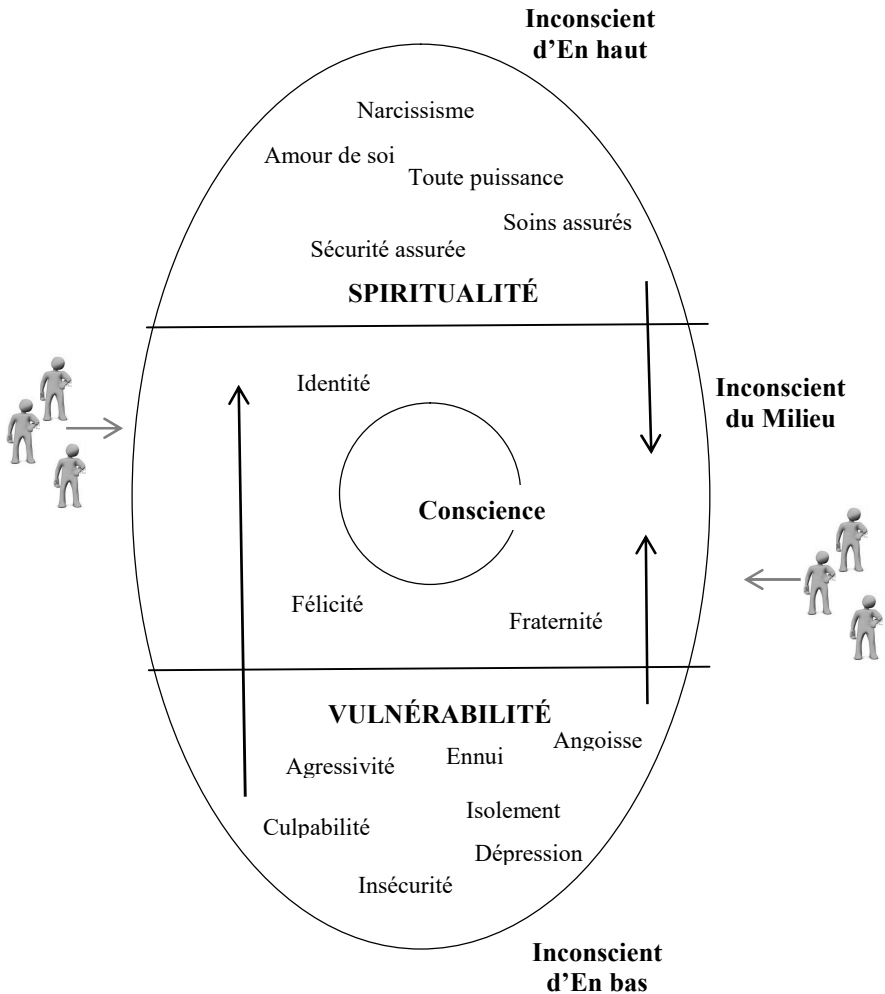 Inconscient
d'En haut
Narcissisme
Amour de soi
Toute puissance
Soins assurés
Sécurité assurée
SPIRITUALITÉ
Identité
Inconscient
du Milieu
Conscience
Félicité
Fraternité
VULNÉRABILITÉ
Angoisse
Ennui
Agressivité
Isolement
Culpabilité
Dépression
Insécurité
Inconscient
d'En bas